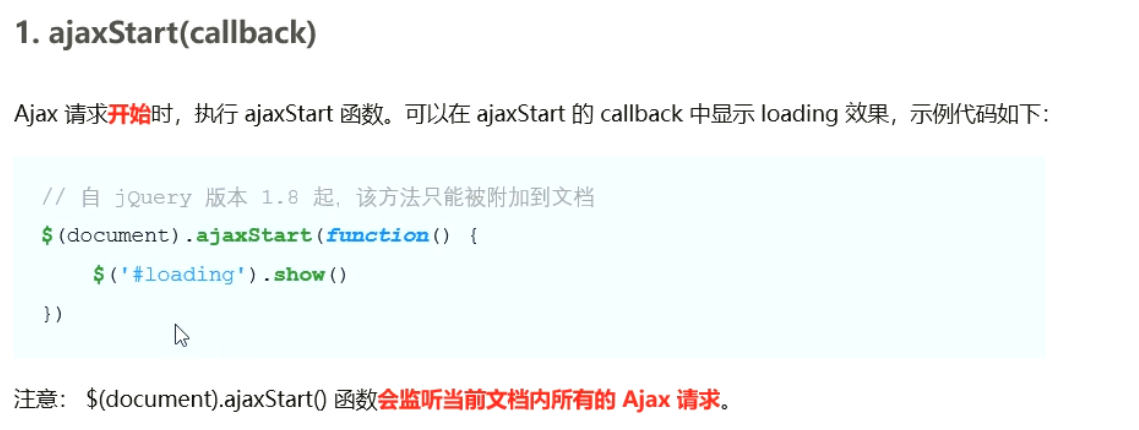 1. ajaxStart(callback)
Ajax 请求开始时，执行 ajaxStart 函数。可以在 ajaxStart 的 callback 中显示 loading 效果，示例代码如下：
// 自 jQuery 版本 1.8 起，该方法只能被附加到文档
$(document).ajaxStart(function() {
    $('#loading').show()
})
注意： $(document).ajaxStart() 函数会监听当前文档内所有的 Ajax 请求。